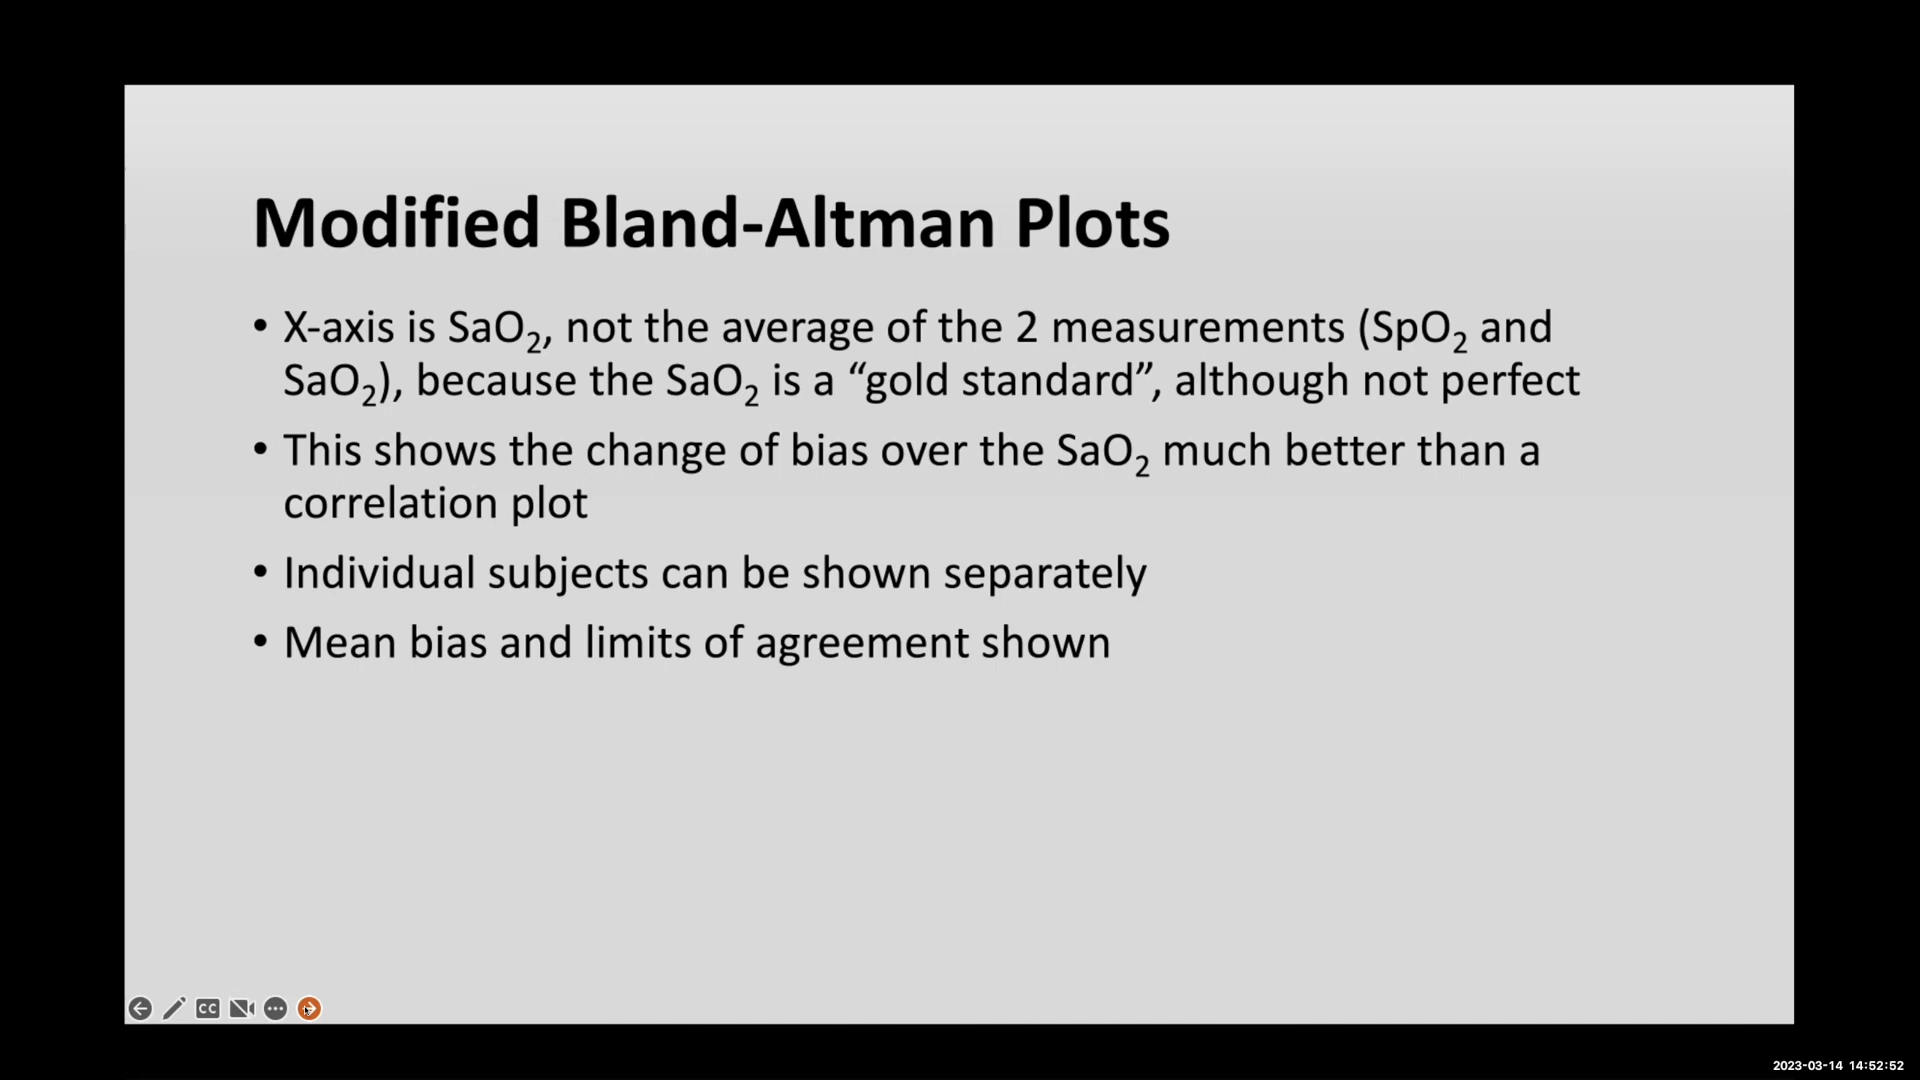 Modified Bland-Altman Plots
• X-axis is SaO₂, not the average of the 2 measurements (SpO₂ and
SaO₂), because the SaO₂ is a “gold standard”, although not perfect
• This shows the change of bias over the SaO₂ much better than a
correlation plot
• Individual subjects can be shown separately
• Mean bias and limits of agreement shown
CC
2023-03-14 14:52:52